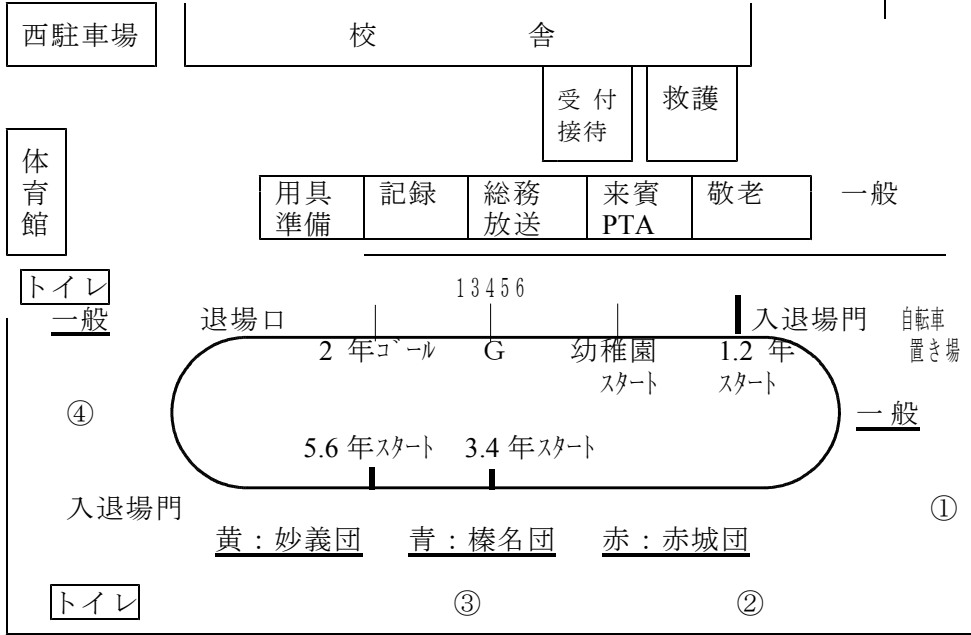 西駐車場
校 舎
受 付
接待
救護
体
育
館
用具
準備
記録
総務
放送
来賓
PTA
敬老
一般
トイレ
13456
一般
退場口
入退場門
自転車
置き場
2 年ゴール
G
幼稚園
スタート
1.2 年
スタート
④
一般
5.6 年スタート
3.4 年スタート
入退場門
①
黄：妙義団
青：榛名団
赤：赤城団
トイレ
③
②